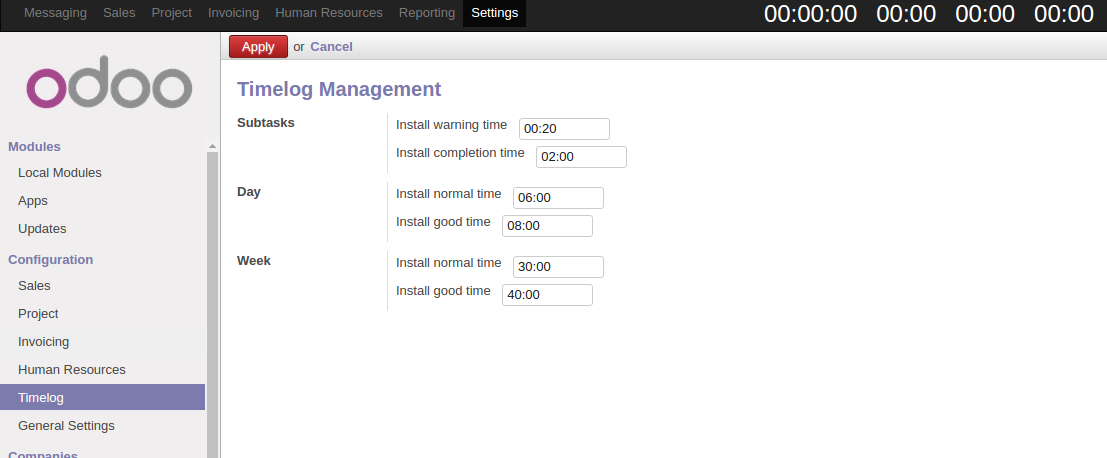 Messaging Sales Project Invoicing Human Resources Reporting Settings 00:00:00 00:00 00:00 00:00
Apply or Cancel
odoo
Modules
Local Modules
Apps
Updates
Configuration
Sales
Project
Invoicing
Human Resources
Timelog
General Settings
Companies
Timelog Management
Subtasks
Install warning time 00:20
Install completion time 02:00
Day
Install normal time 06:00
Install good time 08:00
Week
Install normal time 30:00
Install good time 40:00